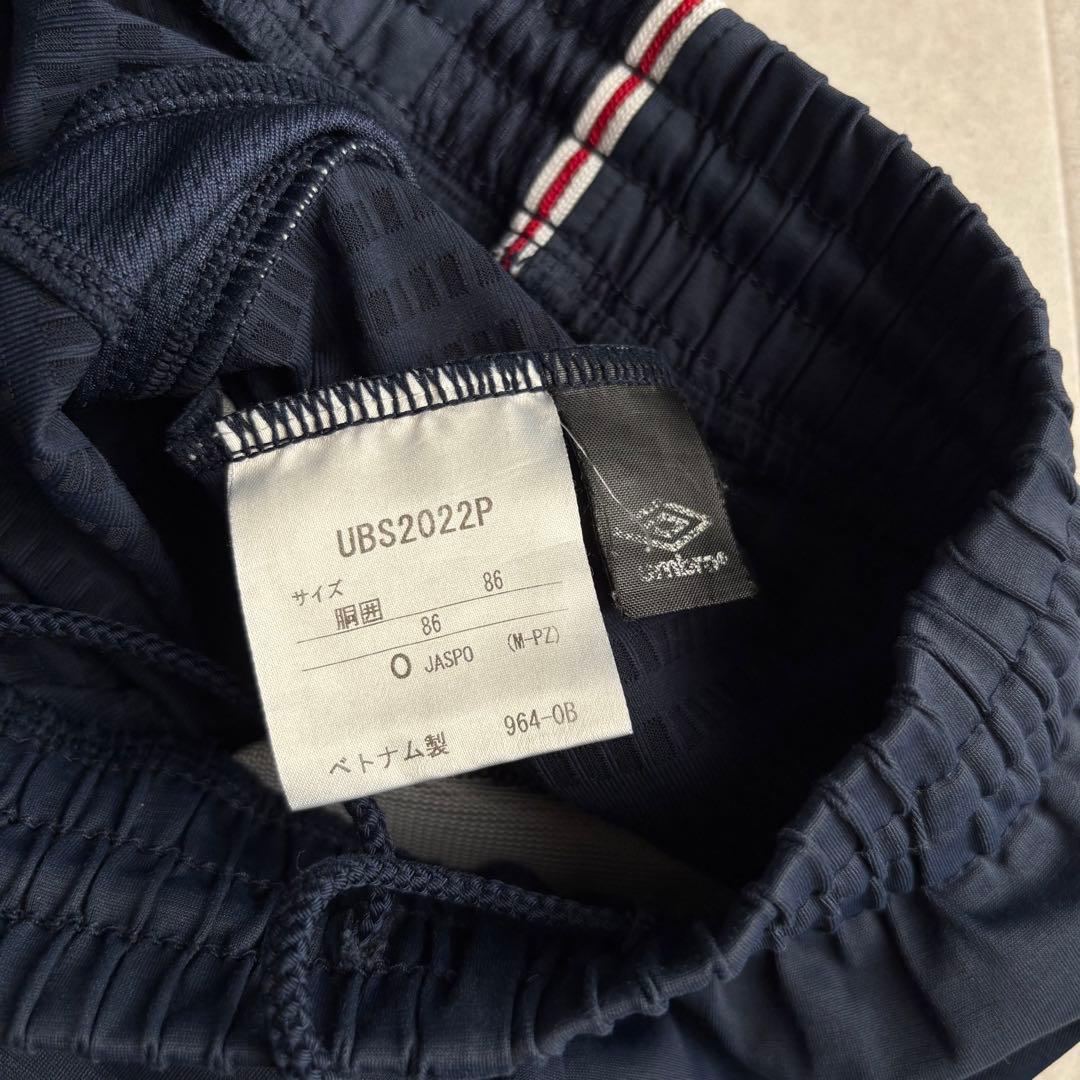 UBS2022P
サイズ 86
胴囲 86
O JASPO (M-PZ)
964-0B
ベトナム製
umbro